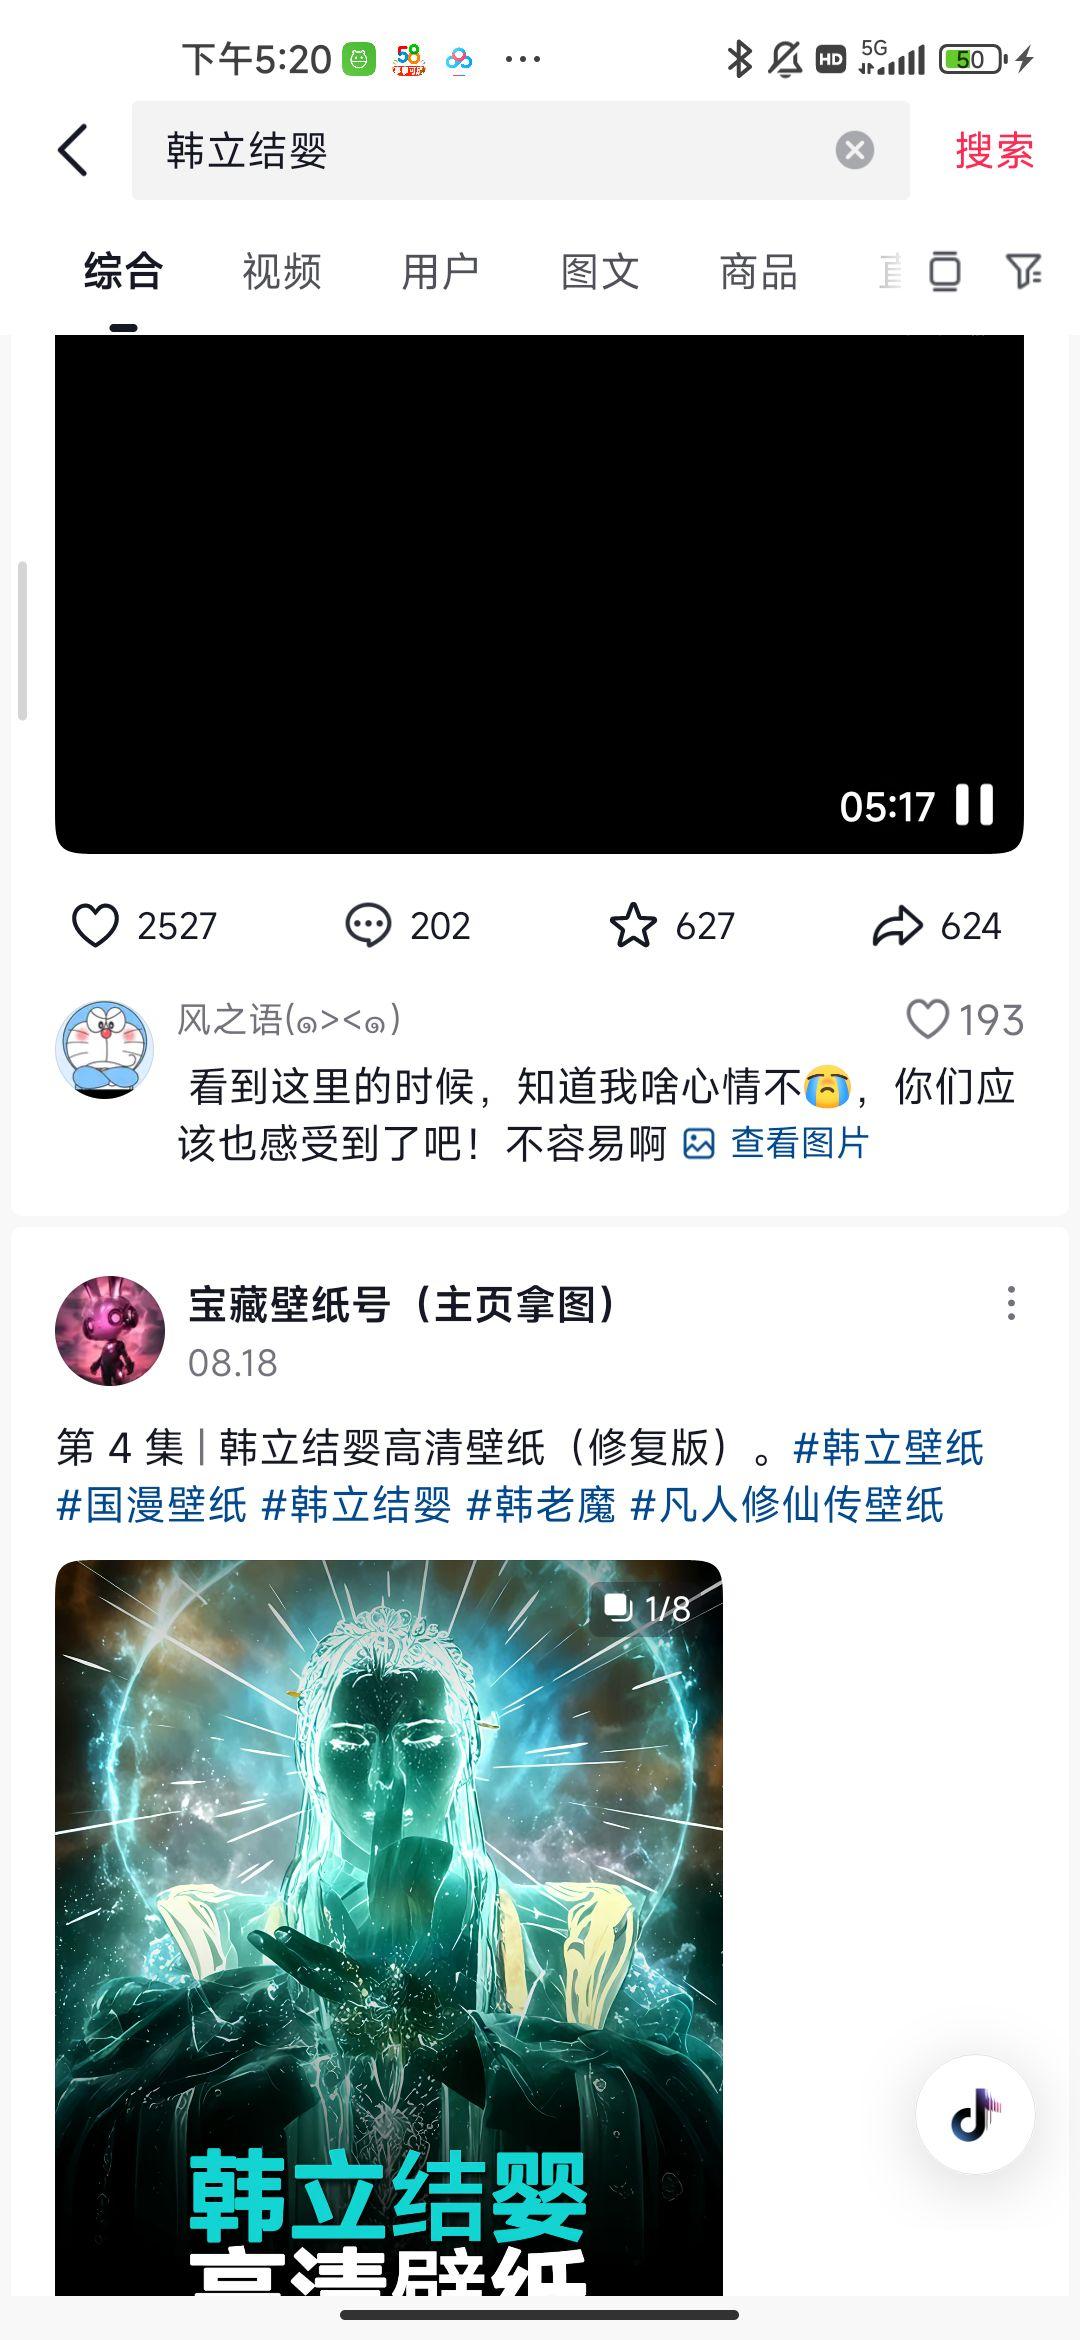 下午5:20
58
HD
5G
50
韩立结婴
搜索
综合 视频 用户 图文 商品
05:17
2527 202 627 624
风之语(๑><๑)
193
看到这里的时候，知道我啥心情不😭，你们应
该也感受到了吧！不容易啊 查看图片
宝藏壁纸号（主页拿图）
08.18
第 4 集 | 韩立结婴高清壁纸（修复版）。#韩立壁纸
#国漫壁纸 #韩立结婴 #韩老魔 #凡人修仙传壁纸
1/8
韩立结婴
高清壁纸